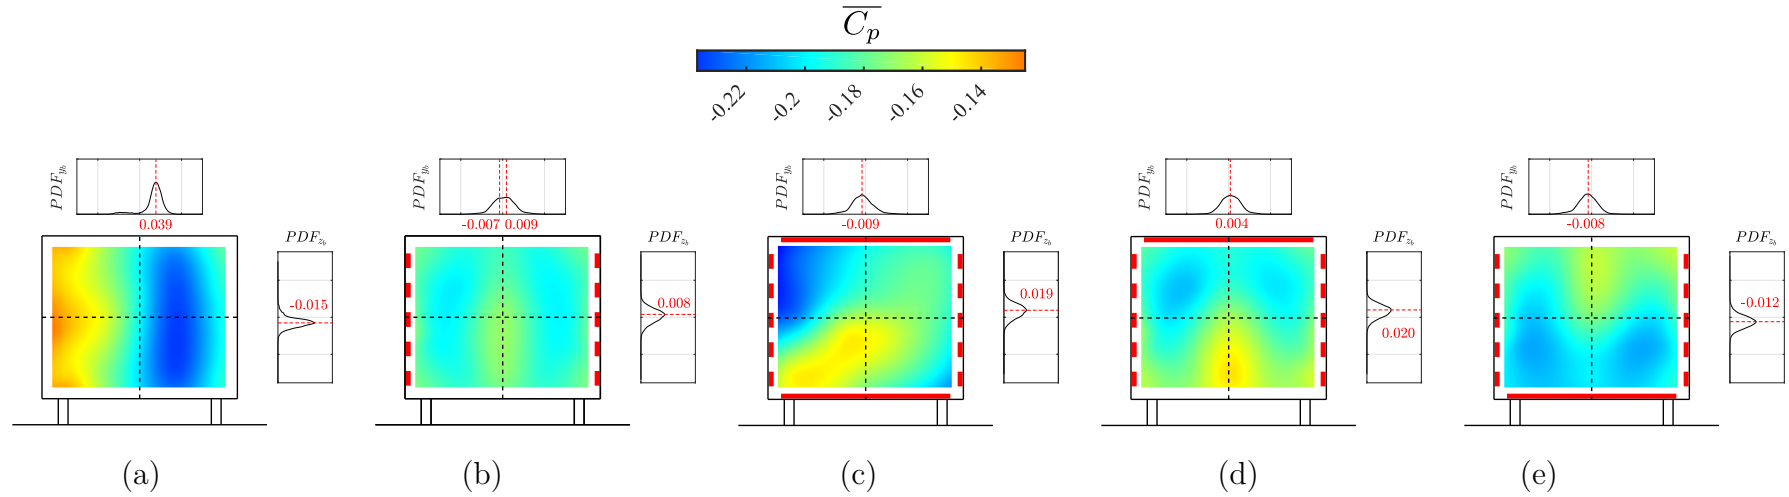 $\overline{C_p}$
-0.22 -0.2 -0.18 -0.16 -0.14
PDF_{y_b} PDF_{y_b} PDF_{y_b} PDF_{y_b} PDF_{y_b}
0.039 -0.007 0.009 -0.009 0.004 -0.008
PDF_{z_b} PDF_{z_b} PDF_{z_b} PDF_{z_b} PDF_{z_b}
-0.015 0.008 0.019 0.020 -0.012
(a) (b) (c) (d) (e)